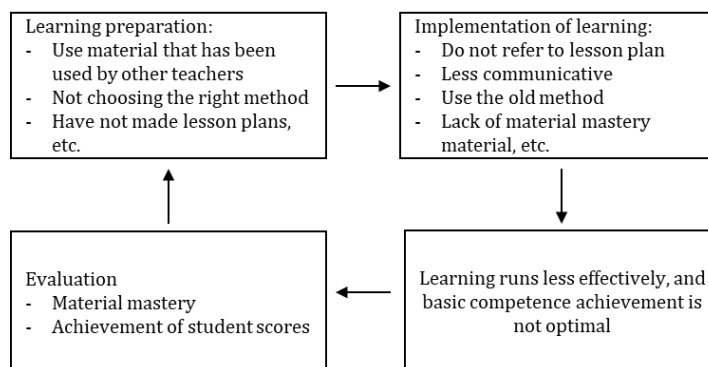 Learning preparation:
- Use material that has been
used by other teachers
- Not choosing the right method
- Have not made lesson plans,
etc.
Implementation of learning:
- Do not refer to lesson plan
- Less communicative
- Use the old method
- Lack of material mastery
material, etc.
Evaluation
- Material mastery
- Achievement of student scores
Learning runs less effectively, and
basic competence achievement is
not optimal